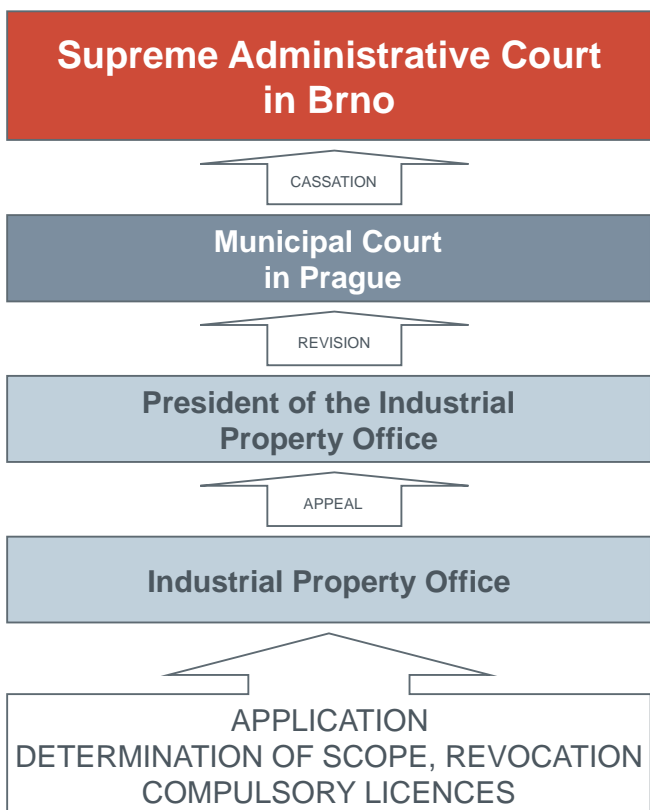 Supreme Administrative Court
in Brno
CASSATION
Municipal Court
in Prague
REVISION
President of the Industrial
Property Office
APPEAL
Industrial Property Office
APPLICATION
DETERMINATION OF SCOPE, REVOCATION
COMPULSORY LICENCES